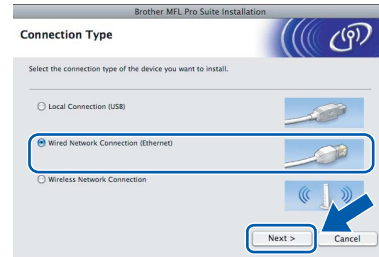 Brother MFL Pro Suite Installation
Connection Type
Select the connection type of the device you want to install.
Local Connection (USB)
Wired Network Connection (Ethernet)
Wireless Network Connection
Next > Cancel